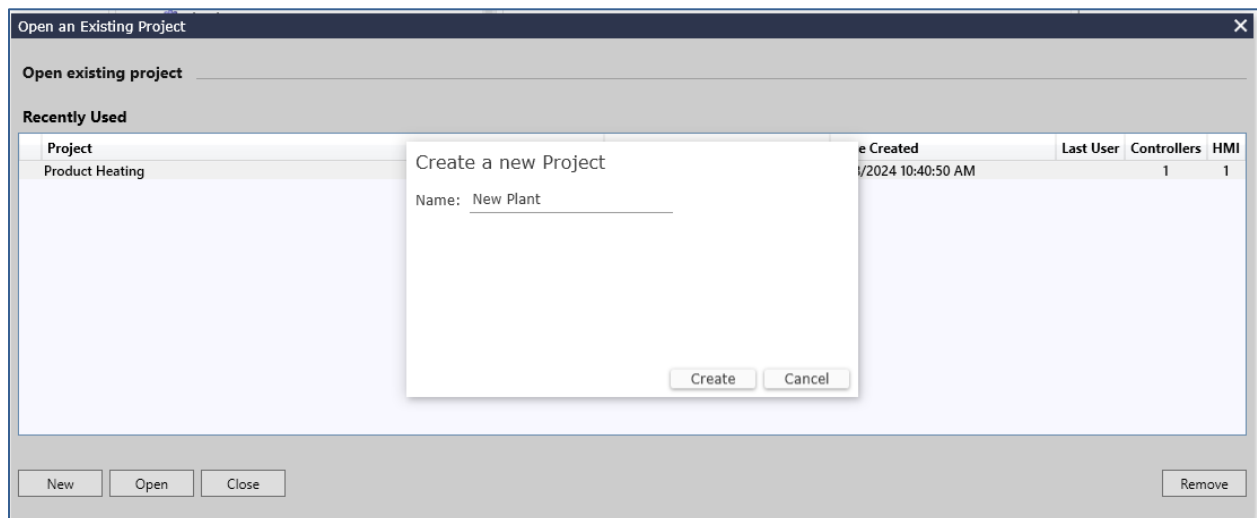 Open an Existing Project
Open existing project
Recently Used
Project e Created Last User Controllers HMI
Product Heating /2024 10:40:50 AM 1 1
Create a new Project
Name: New Plant
Create Cancel
New Open Close Remove